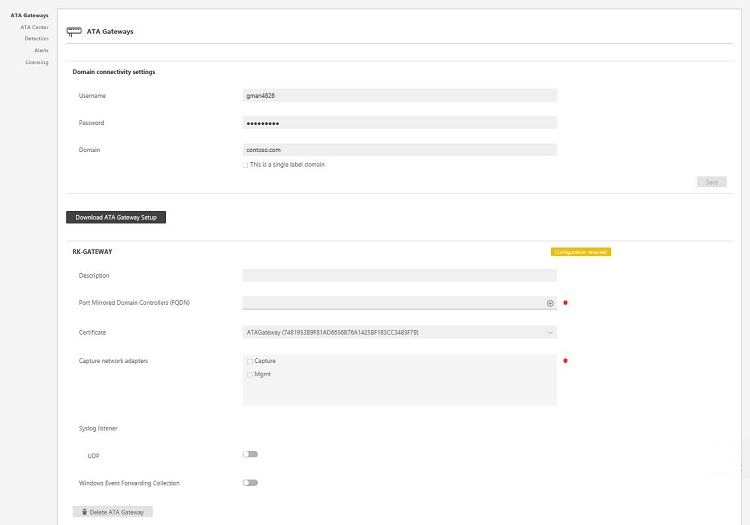 ATA Gateways
ATA Center
Detection
Alerts
Licensing
ATA Gateways
Domain connectivity settings
Username
gman4626
Password
•••••••••
Domain
contoso.com
This is a single label domain
Save
Download ATA Gateway Setup
RK-GATEWAY
Configuration required
Description
Port Mirrored Domain Controllers (FQDN)
Certificate
ATAGateway (7481953B9F81AD6656B76A1425BF183CC3485F79)
Capture network adapters
Capture
Mgmt
Syslog listener
UDP
Windows Event Forwarding Collection
Delete ATA Gateway